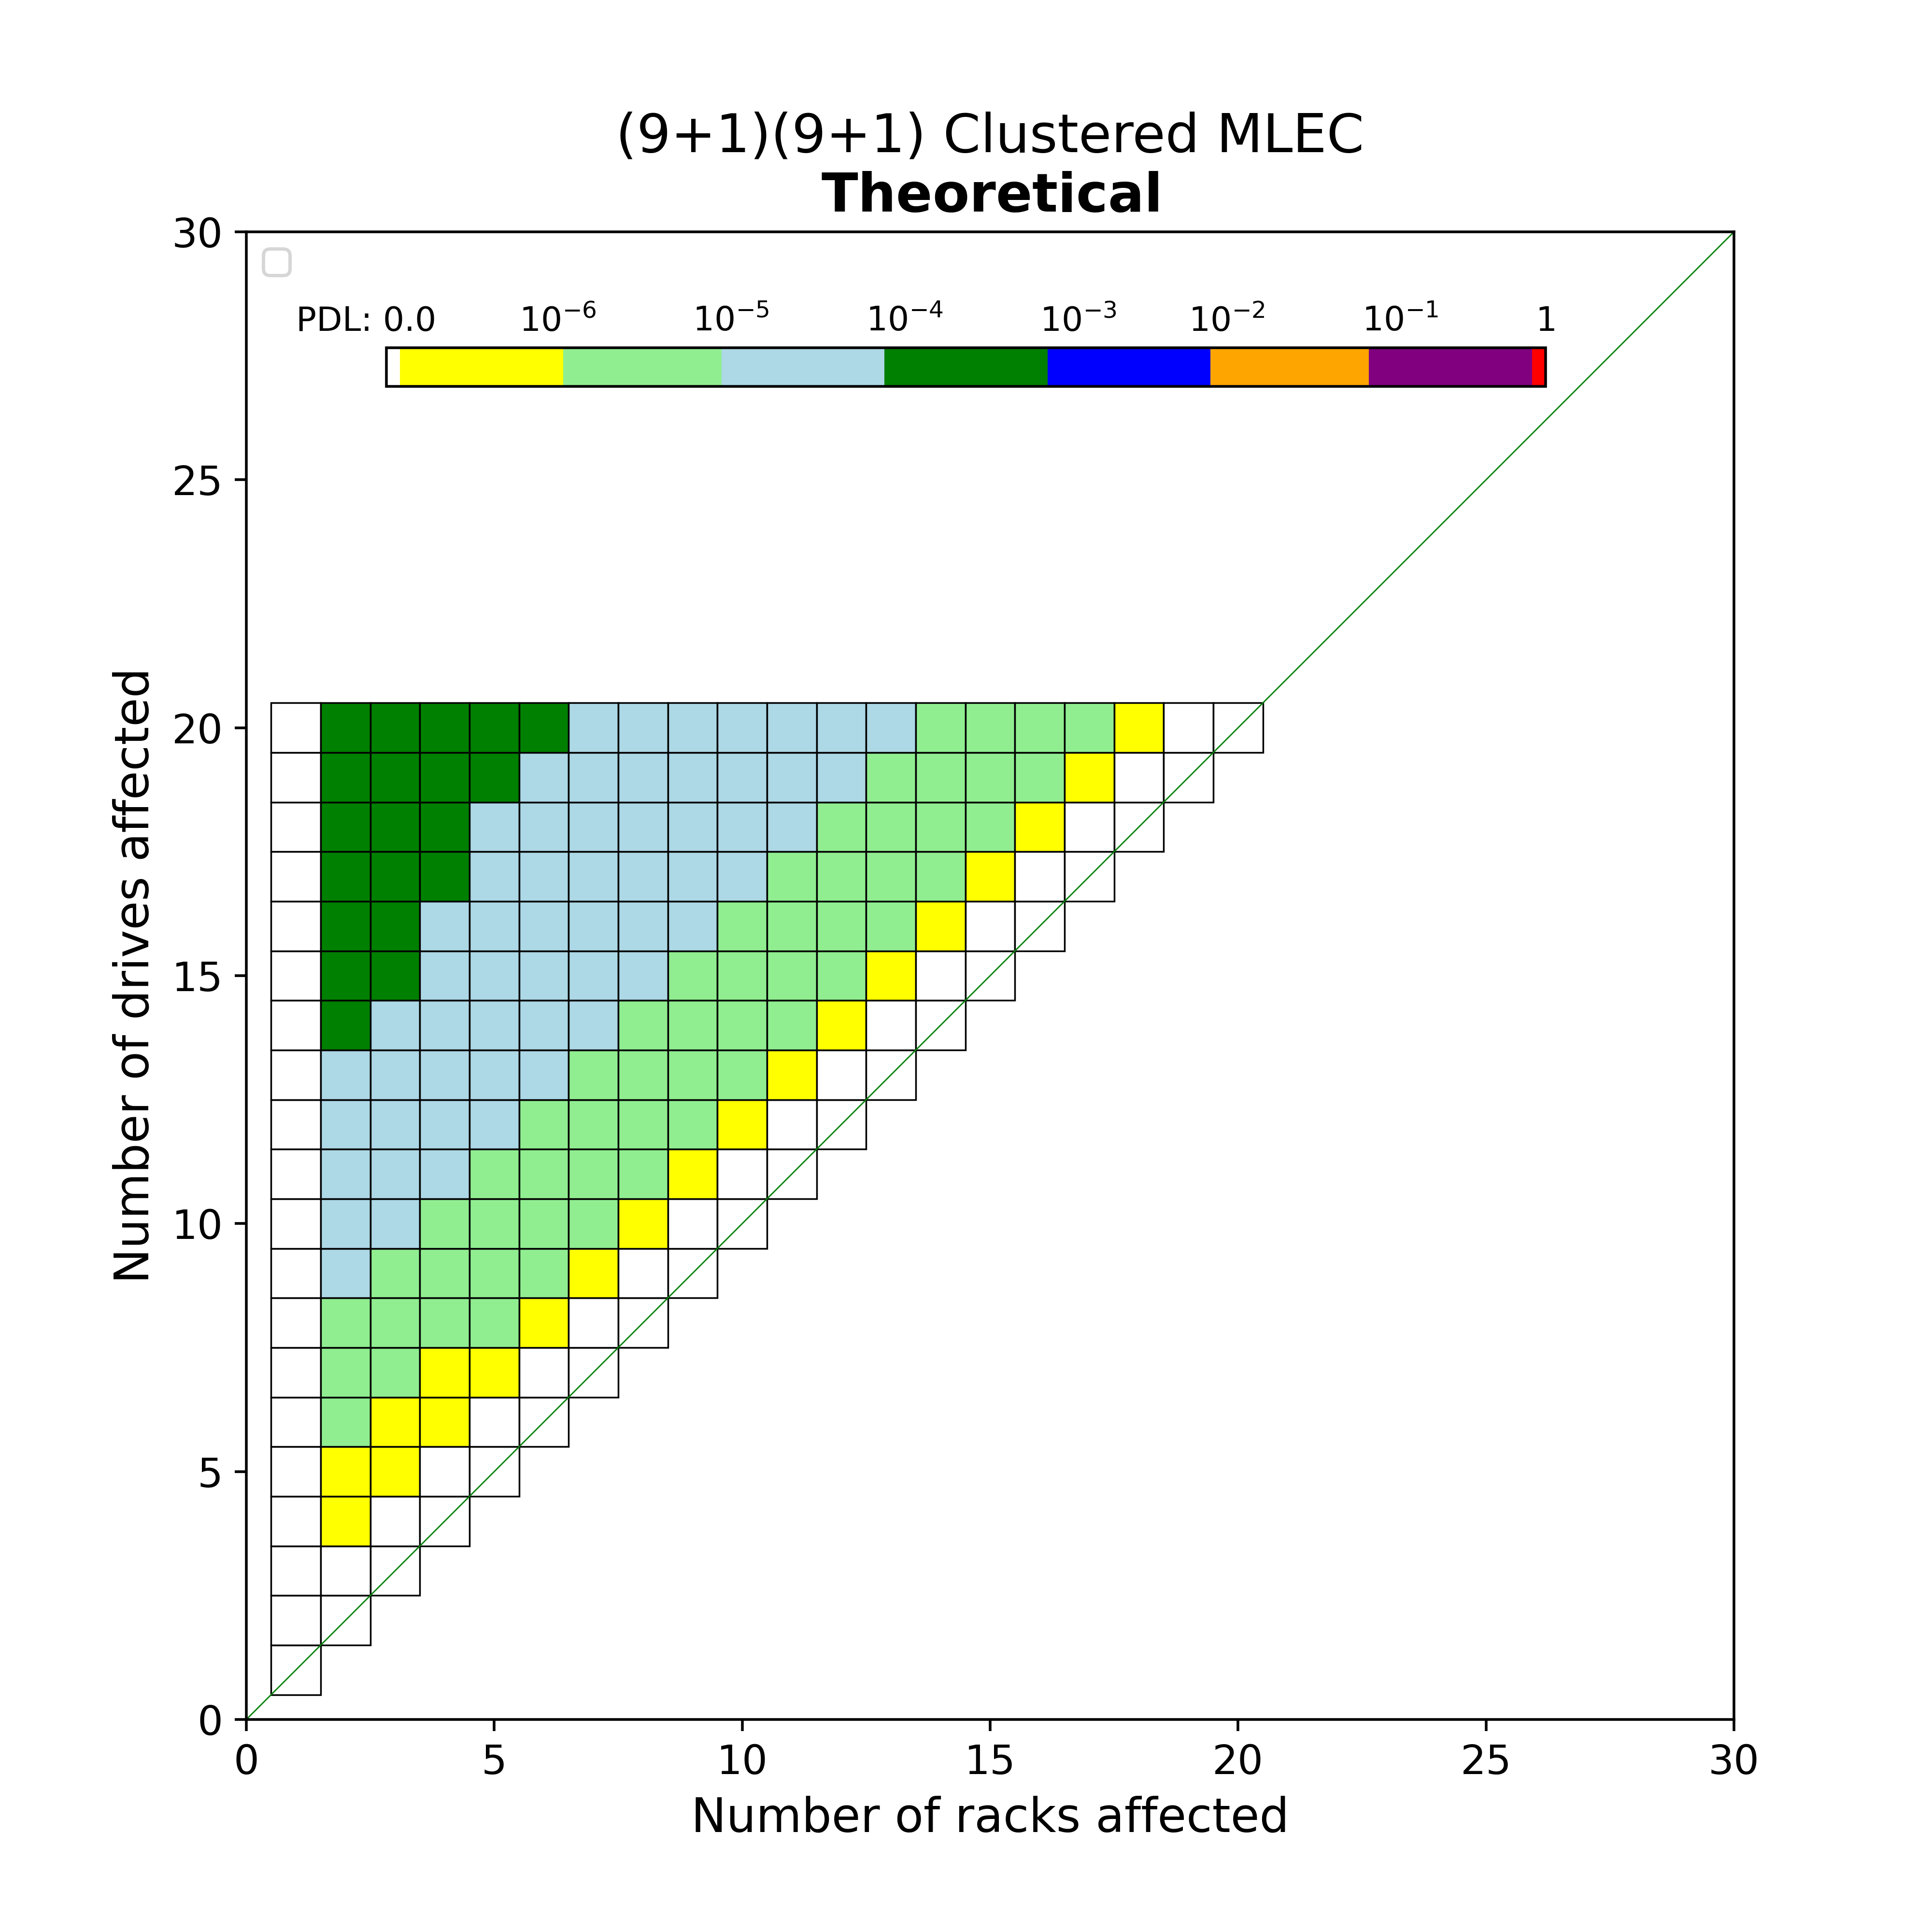 (9+1)(9+1) Clustered MLEC
Theoretical
PDL: 0.0 10⁻⁶ 10⁻⁵ 10⁻⁴ 10⁻³ 10⁻² 10⁻¹ 1
30
25
20
15
10
5
0
Number of drives affected
0 5 10 15 20 25 30
Number of racks affected